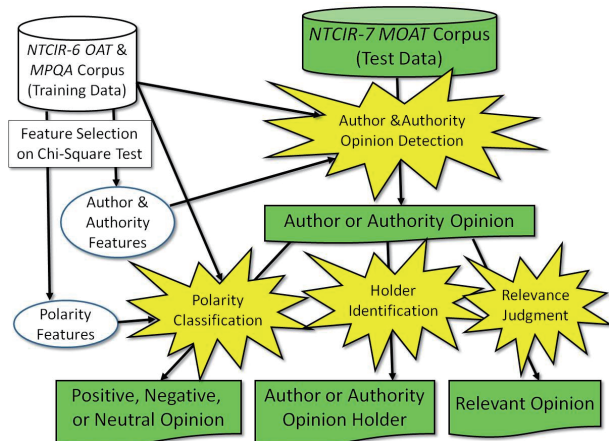 NTCIR-6 OAT &
MPQA Corpus
(Training Data)
NTCIR-7 MOAT Corpus
(Test Data)
Feature Selection
on Chi-Square Test
Author &Authority
Opinion Detection
Author &
Authority
Features
Author or Authority Opinion
Polarity
Features
Polarity
Classification
Holder
Identification
Relevance
Judgment
Positive, Negative,
or Neutral Opinion
Author or Authority
Opinion Holder
Relevant Opinion